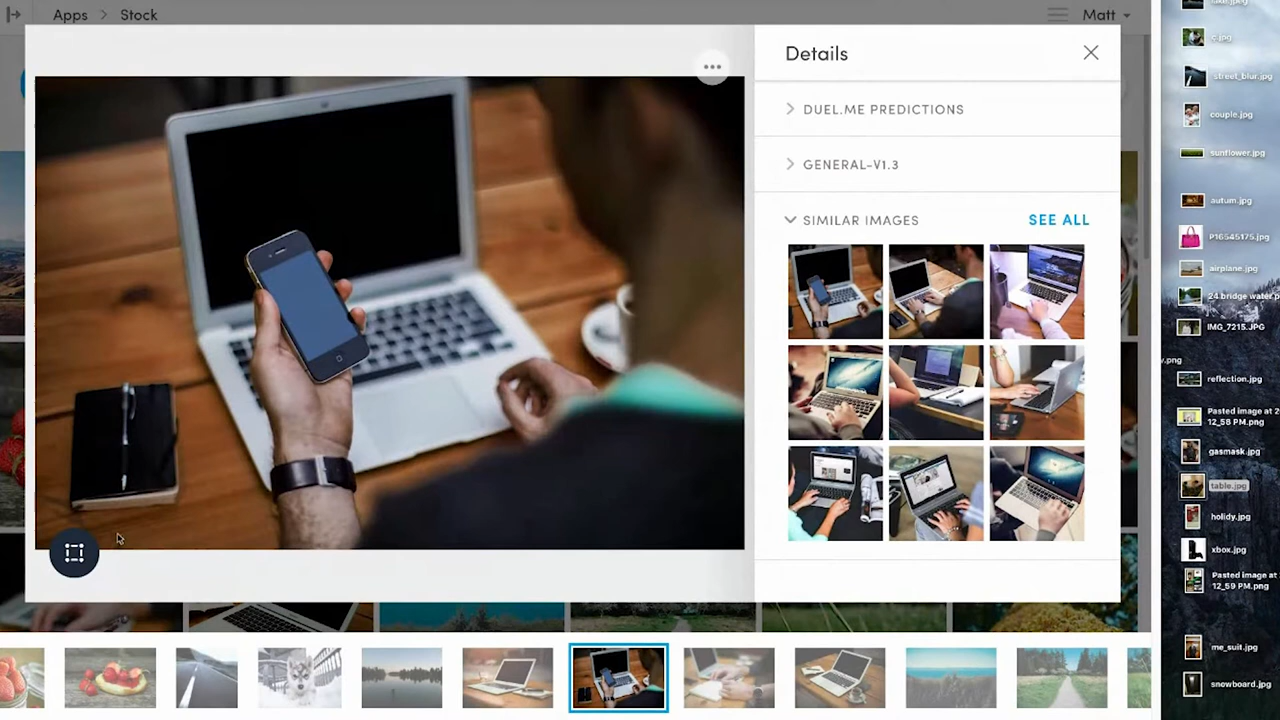 Apps
Stock
Matt
Details
DUEL.ME PREDICTIONS
GENERAL-V1.3
SIMILAR IMAGES
SEE ALL
c.jpg
street_blur.jpg
couple.jpg
sunflower.jpg
autum.jpg
P16545175.jpg
airplane.jpg
24 bridge water.p
IMG_7215.JPG
v.png
reflection.jpg
Pasted image at 2
12_58 PM.png
gasmask.jpg
table.jpg
holidy.jpg
xbox.jpg
Pasted image at
12_59 PM.png
me_suit.jpg
snowboard.jpg